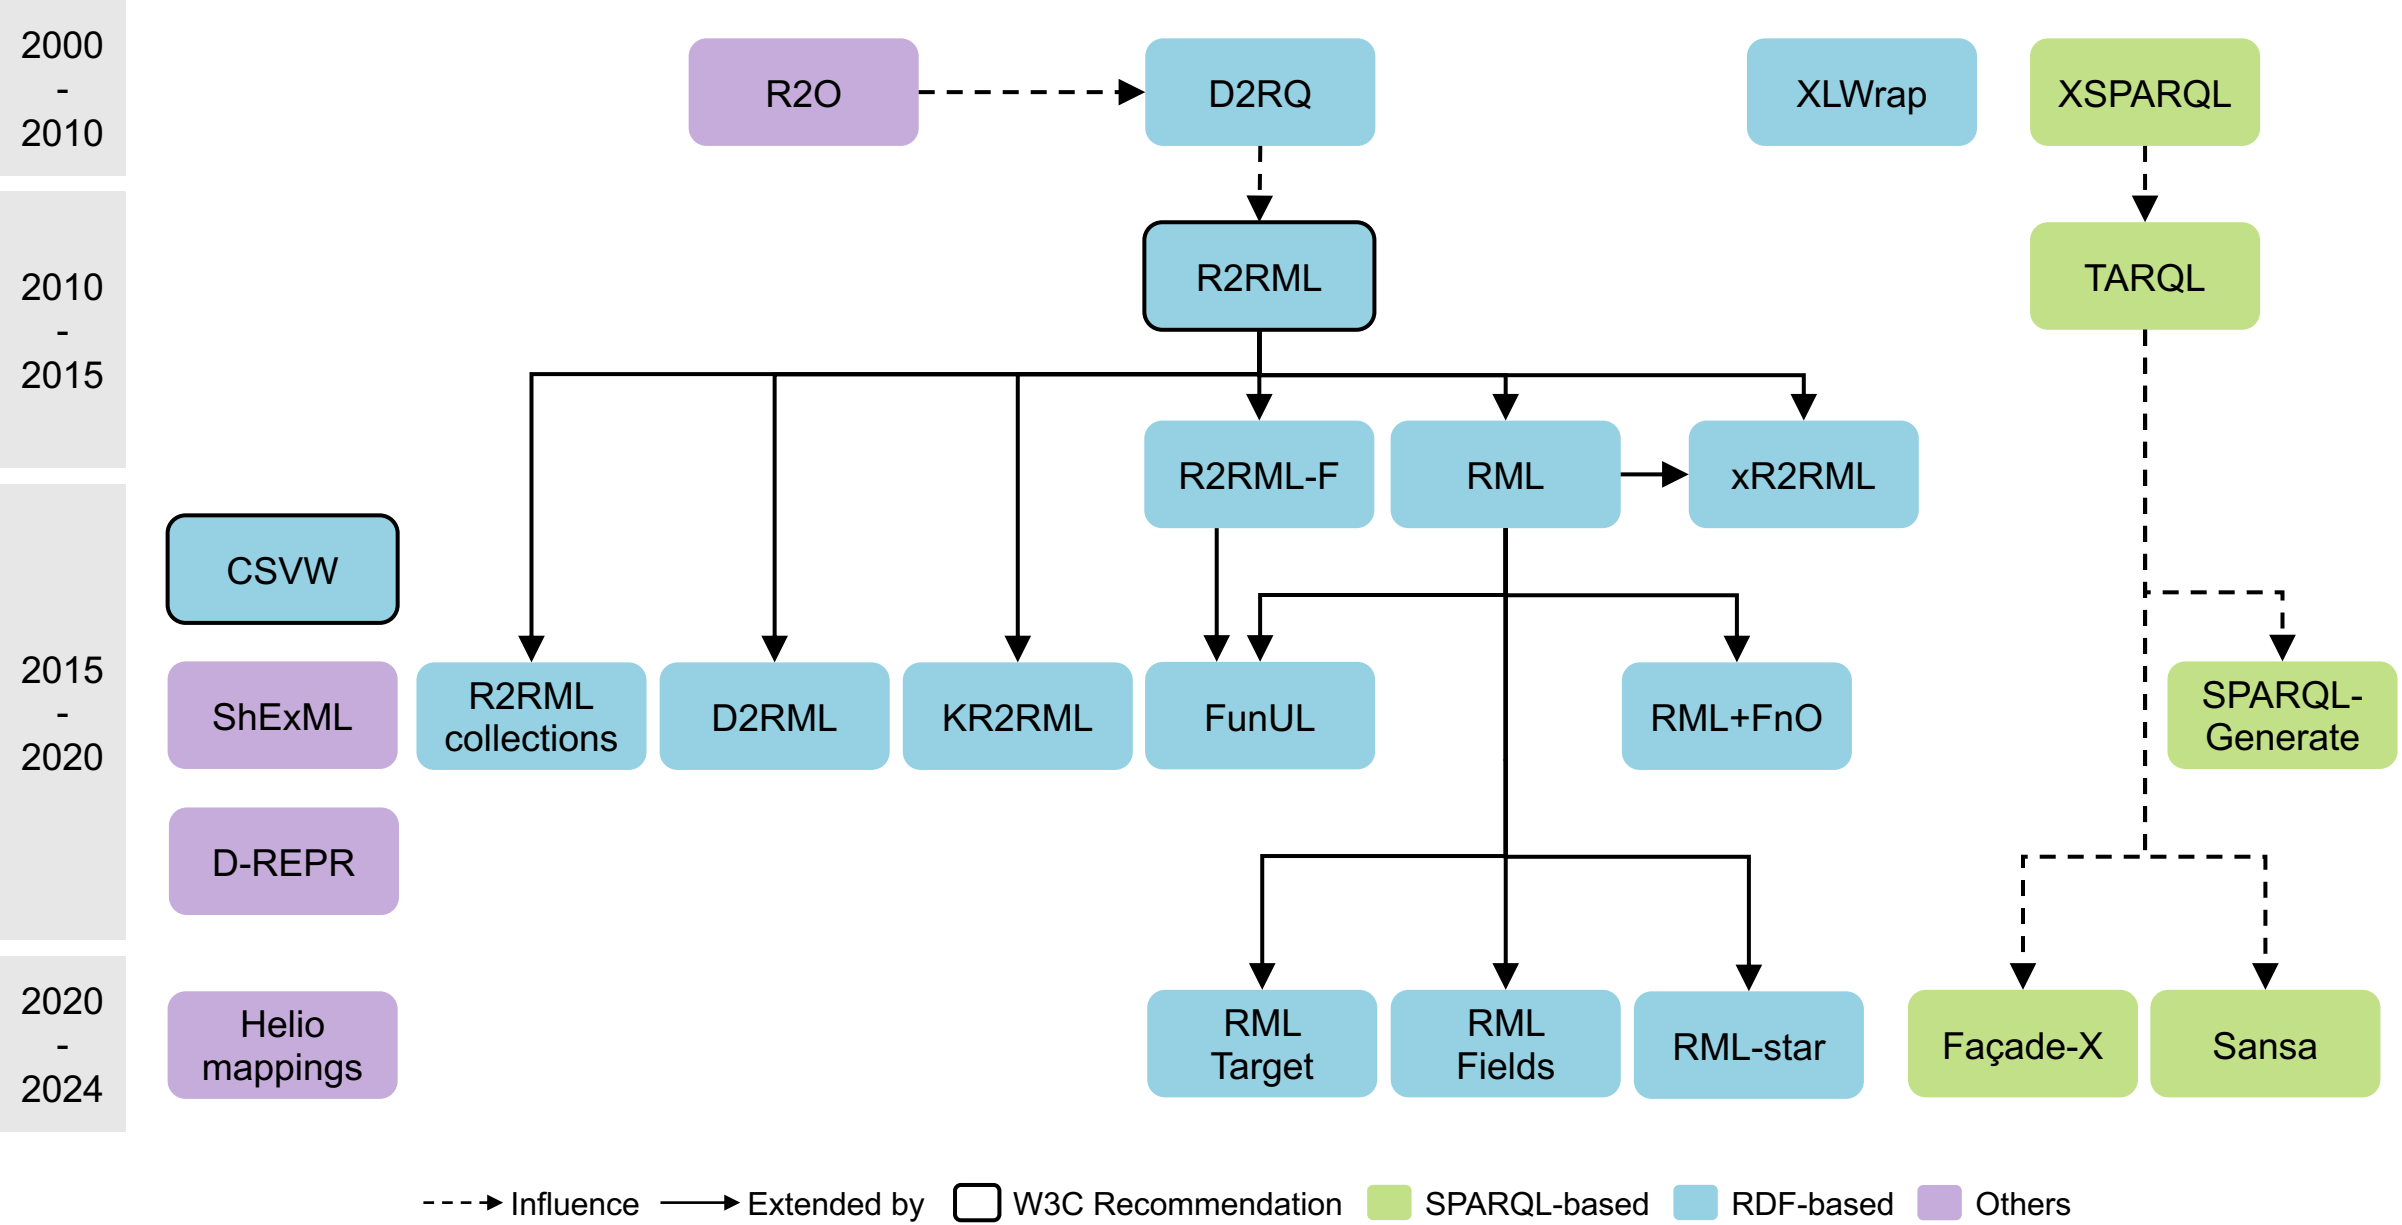 2000
-
2010
R2O
D2RQ
XLWrap
XSPARQL
2010
-
2015
R2RML
TARQL
R2RML-F
RML
xR2RML
2015
-
2020
CSVW
ShExML
R2RML
collections
D2RML
KR2RML
FunUL
RML+FnO
SPARQL-
Generate
D-REPR
2020
-
2024
Helio
mappings
RML
Target
RML
Fields
RML-star
Façade-X
Sansa
Influence
Extended by
W3C Recommendation
SPARQL-based
RDF-based
Others